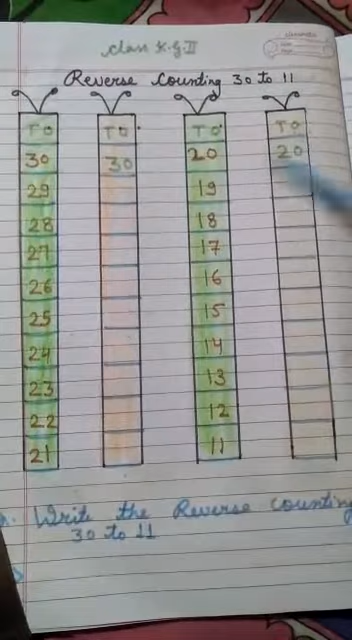 classmate
Class K.G.II
Reverse Counting 30 to 11
T O T O T O T O
30 30 20 20
29 19
28 18
27 17
26 16
25 15
24 14
23 13
22 12
21 11
Write the Reverse counting
30 to 11